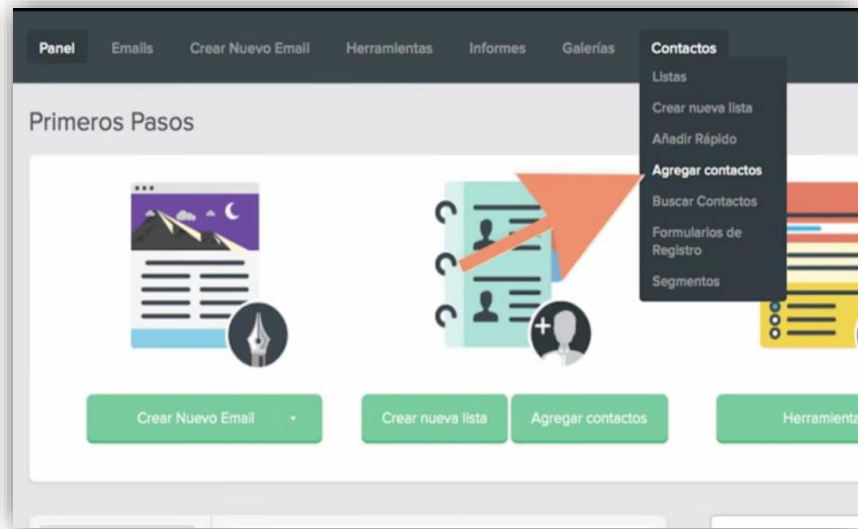 Panel Emails Crear Nuevo Email Herramientas Informes Galerías Contactos
Listas
Crear nueva lista
Añadir Rápido
Agregar contactos
Buscar Contactos
Formularios de
Registro
Segmentos
Primeros Pasos
Crear Nuevo Email Crear nueva lista Agregar contactos Herramienta